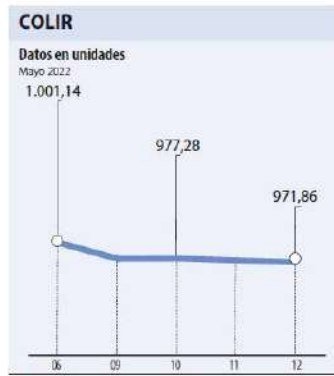 COLIR
Datos en unidades
Mayo 2022
1.001,14
977,28
971,86
06 09 10 11 12